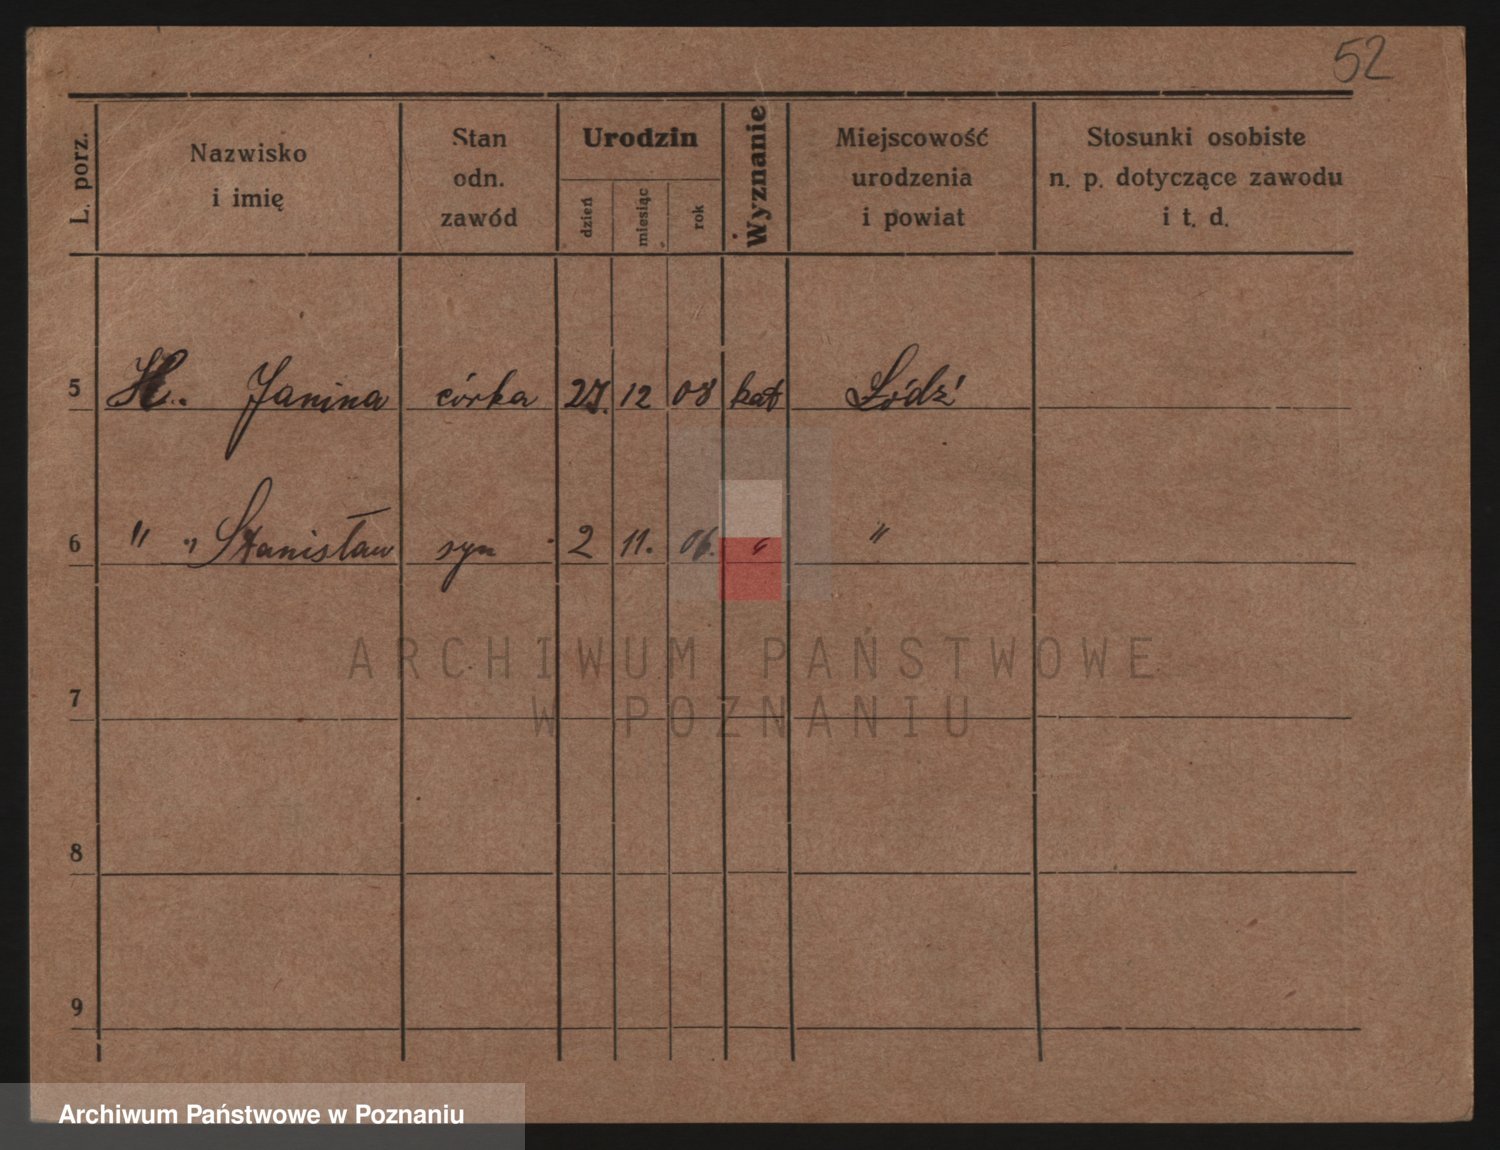 52
L. porz.
Nazwisko
i imię
Stan
odn.
zawód
Urodzin
dzień
miesiąc
rok
Wyznanie
Miejscowość
urodzenia
i powiat
Stosunki osobiste
n. p. dotyczące zawodu
i t. d.
5 H. Janina córka 27. 12 08 kat Łódź
6 " " Stanisław syn 2 11. 06. " "
7
8
9
ARCHIWUM PAŃSTWOWE
W POZNANIU
Archiwum Państwowe w Poznaniu